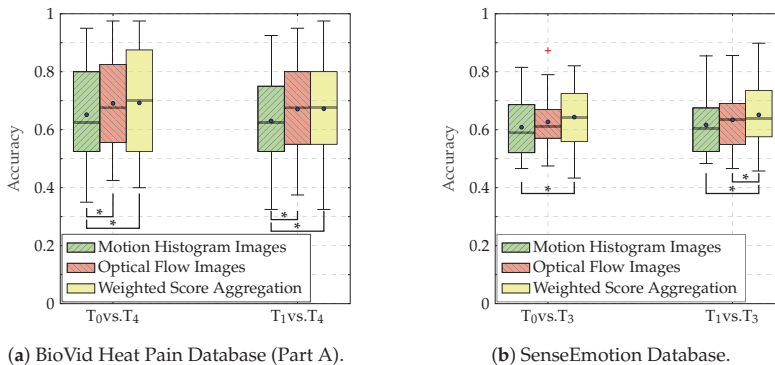 1
0.8
0.6
0.4
0.2
0
Accuracy
*
*
*
*
Motion Histogram Images
Optical Flow Images
Weighted Score Aggregation
T0vs.T4
T1vs.T4
(a) BioVid Heat Pain Database (Part A).
1
0.8
0.6
0.4
0.2
0
Accuracy
*
*
*
Motion Histogram Images
Optical Flow Images
Weighted Score Aggregation
T0vs.T3
T1vs.T3
(b) SenseEmotion Database.